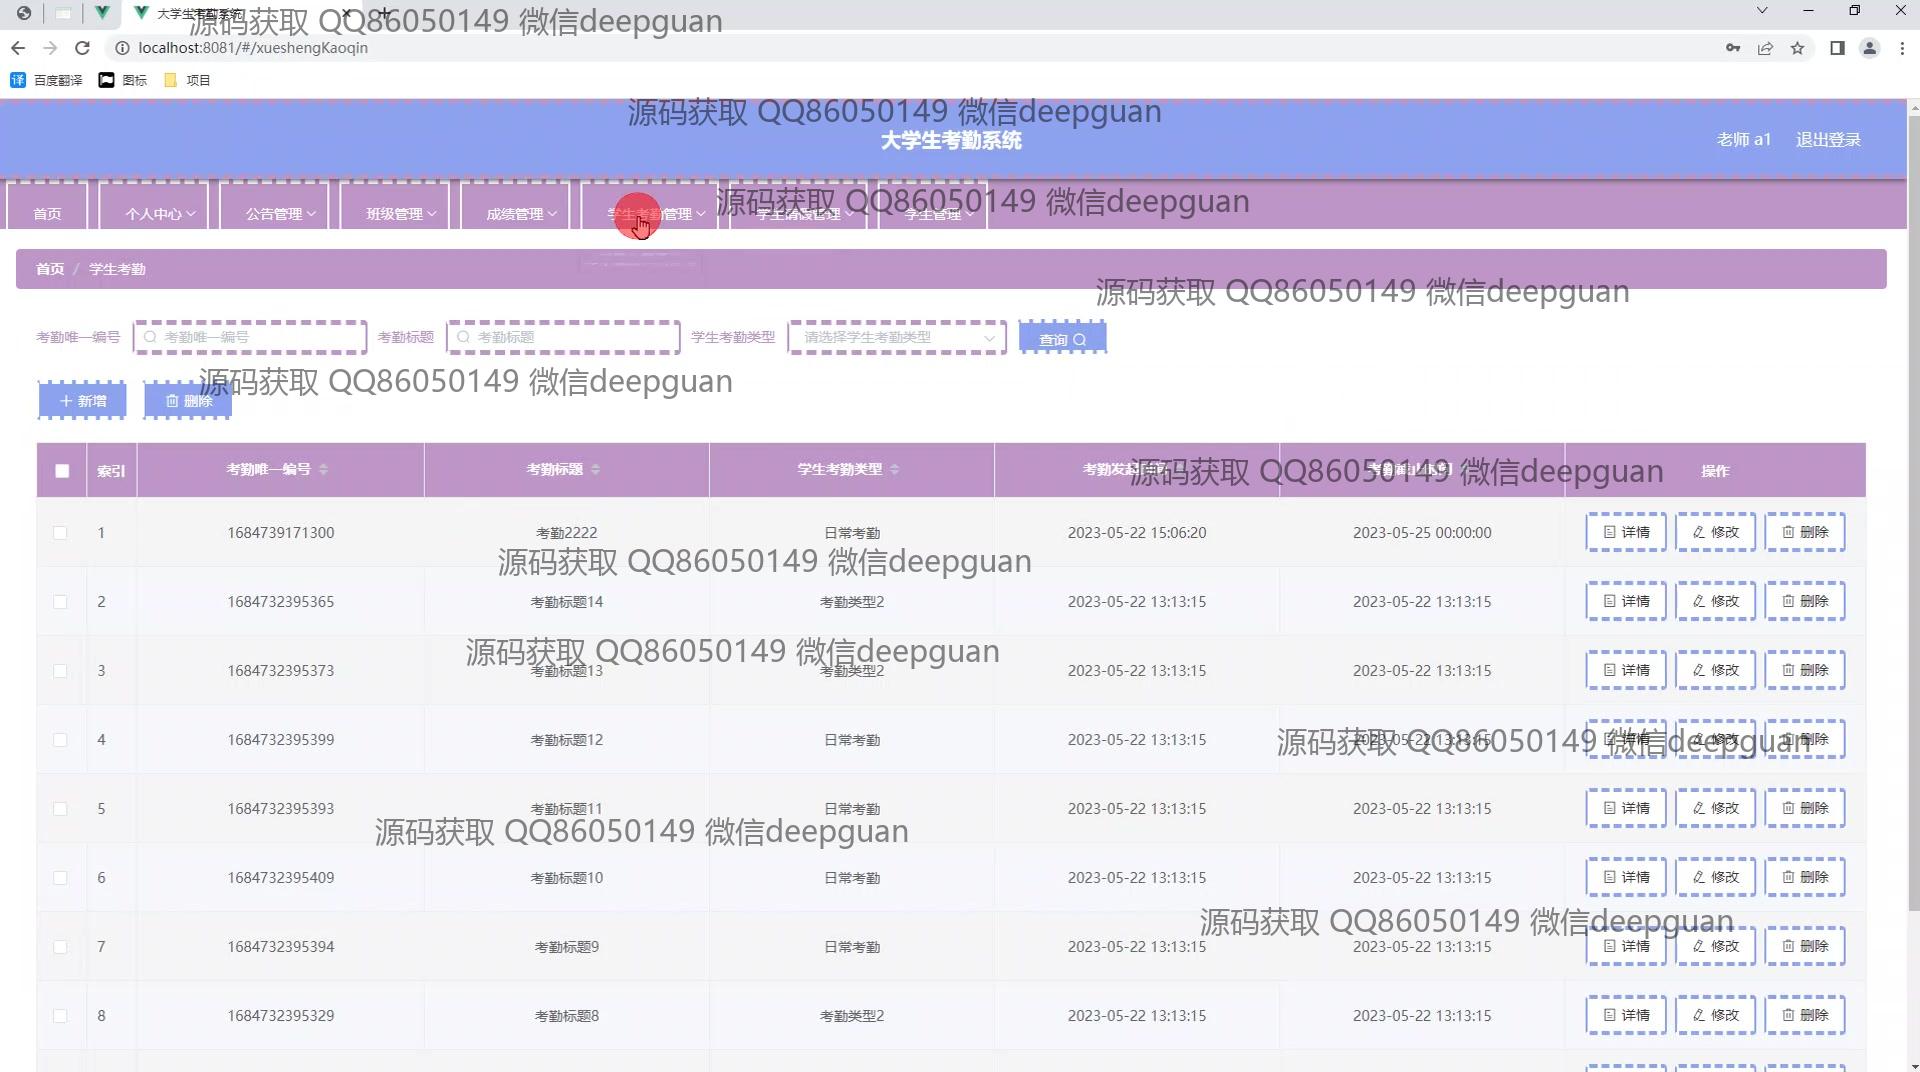 大学生考勤系统
源码获取 QQ86050149 微信deepguan
localhost:8081/#/xueshengKaoqin
百度翻译 图标 项目
源码获取 QQ86050149 微信deepguan
大学生考勤系统
老师 a1 退出登录
源码获取 QQ86050149 微信deepguan
首页 个人中心 公告管理 班级管理 成绩管理 学生考勤管理 学生请假管理 学生管理
首页 / 学生考勤
源码获取 QQ86050149 微信deepguan
考勤唯一编号 考勤唯一编号 考勤标题 考勤标题 学生考勤类型 请选择学生考勤类型 查询
源码获取 QQ86050149 微信deepguan
新增 删除
索引 考勤唯一编号 考勤标题 学生考勤类型 考勤发起 操作
源码获取 QQ86050149 微信deepguan
1 1684739171300 考勤2222 日常考勤 2023-05-22 15:06:20 2023-05-25 00:00:00 详情 修改 删除
源码获取 QQ86050149 微信deepguan
2 1684732395365 考勤标题14 考勤类型2 2023-05-22 13:13:15 2023-05-22 13:13:15 详情 修改 删除
源码获取 QQ86050149 微信deepguan
3 1684732395373 考勤标题13 考勤类型2 2023-05-22 13:13:15 2023-05-22 13:13:15 详情 修改 删除
4 1684732395399 考勤标题12 日常考勤 2023-05-22 13:13:15 2023-05-22 13:13:15 详情 修改 删除
源码获取 QQ86050149 微信deepguan
5 1684732395393 考勤标题11 日常考勤 2023-05-22 13:13:15 2023-05-22 13:13:15 详情 修改 删除
源码获取 QQ86050149 微信deepguan
6 1684732395409 考勤标题10 日常考勤 2023-05-22 13:13:15 2023-05-22 13:13:15 详情 修改 删除
源码获取 QQ86050149 微信deepguan
7 1684732395394 考勤标题9 日常考勤 2023-05-22 13:13:15 2023-05-22 13:13:15 详情 修改 删除
8 1684732395329 考勤标题8 考勤类型2 2023-05-22 13:13:15 2023-05-22 13:13:15 详情 修改 删除